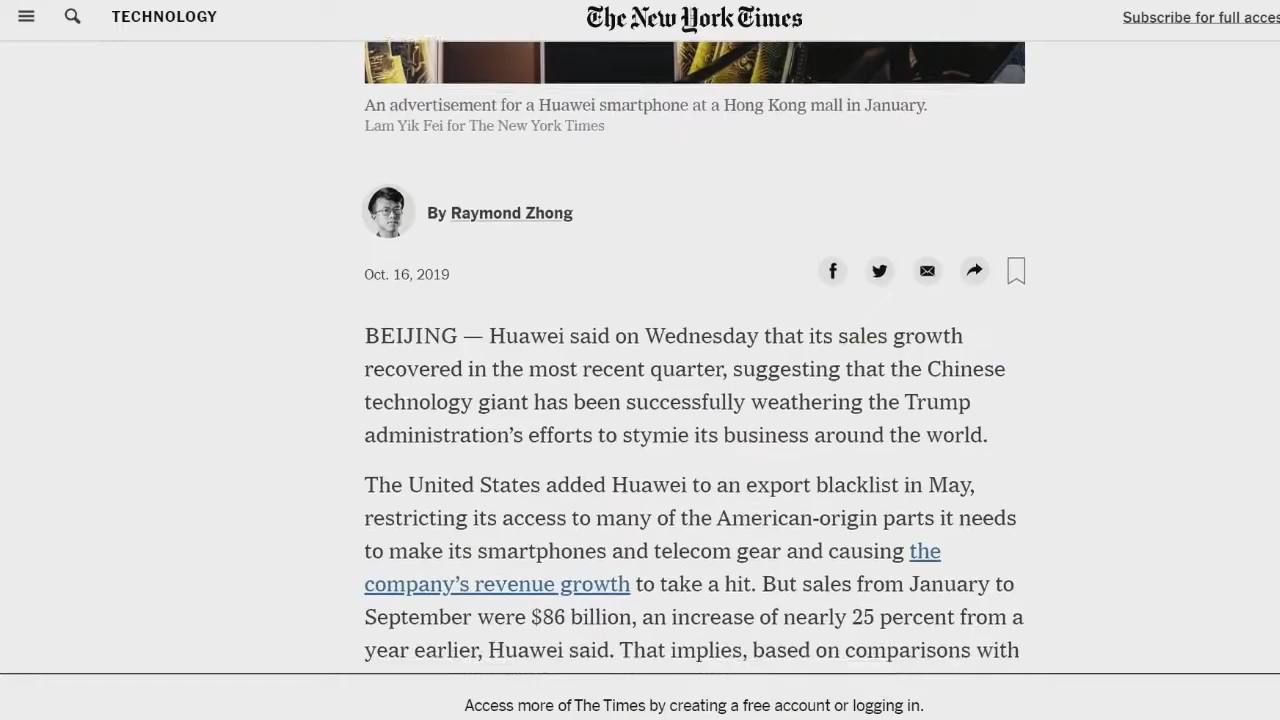 TECHNOLOGY
The New York Times
Subscribe for full acces
An advertisement for a Huawei smartphone at a Hong Kong mall in January.
Lam Yik Fei for The New York Times
By Raymond Zhong
Oct. 16, 2019
BEIJING — Huawei said on Wednesday that its sales growth
recovered in the most recent quarter, suggesting that the Chinese
technology giant has been successfully weathering the Trump
administration’s efforts to stymie its business around the world.
The United States added Huawei to an export blacklist in May,
restricting its access to many of the American-origin parts it needs
to make its smartphones and telecom gear and causing the
company’s revenue growth to take a hit. But sales from January to
September were $86 billion, an increase of nearly 25 percent from a
year earlier, Huawei said. That implies, based on comparisons with
Access more of The Times by creating a free account or logging in.